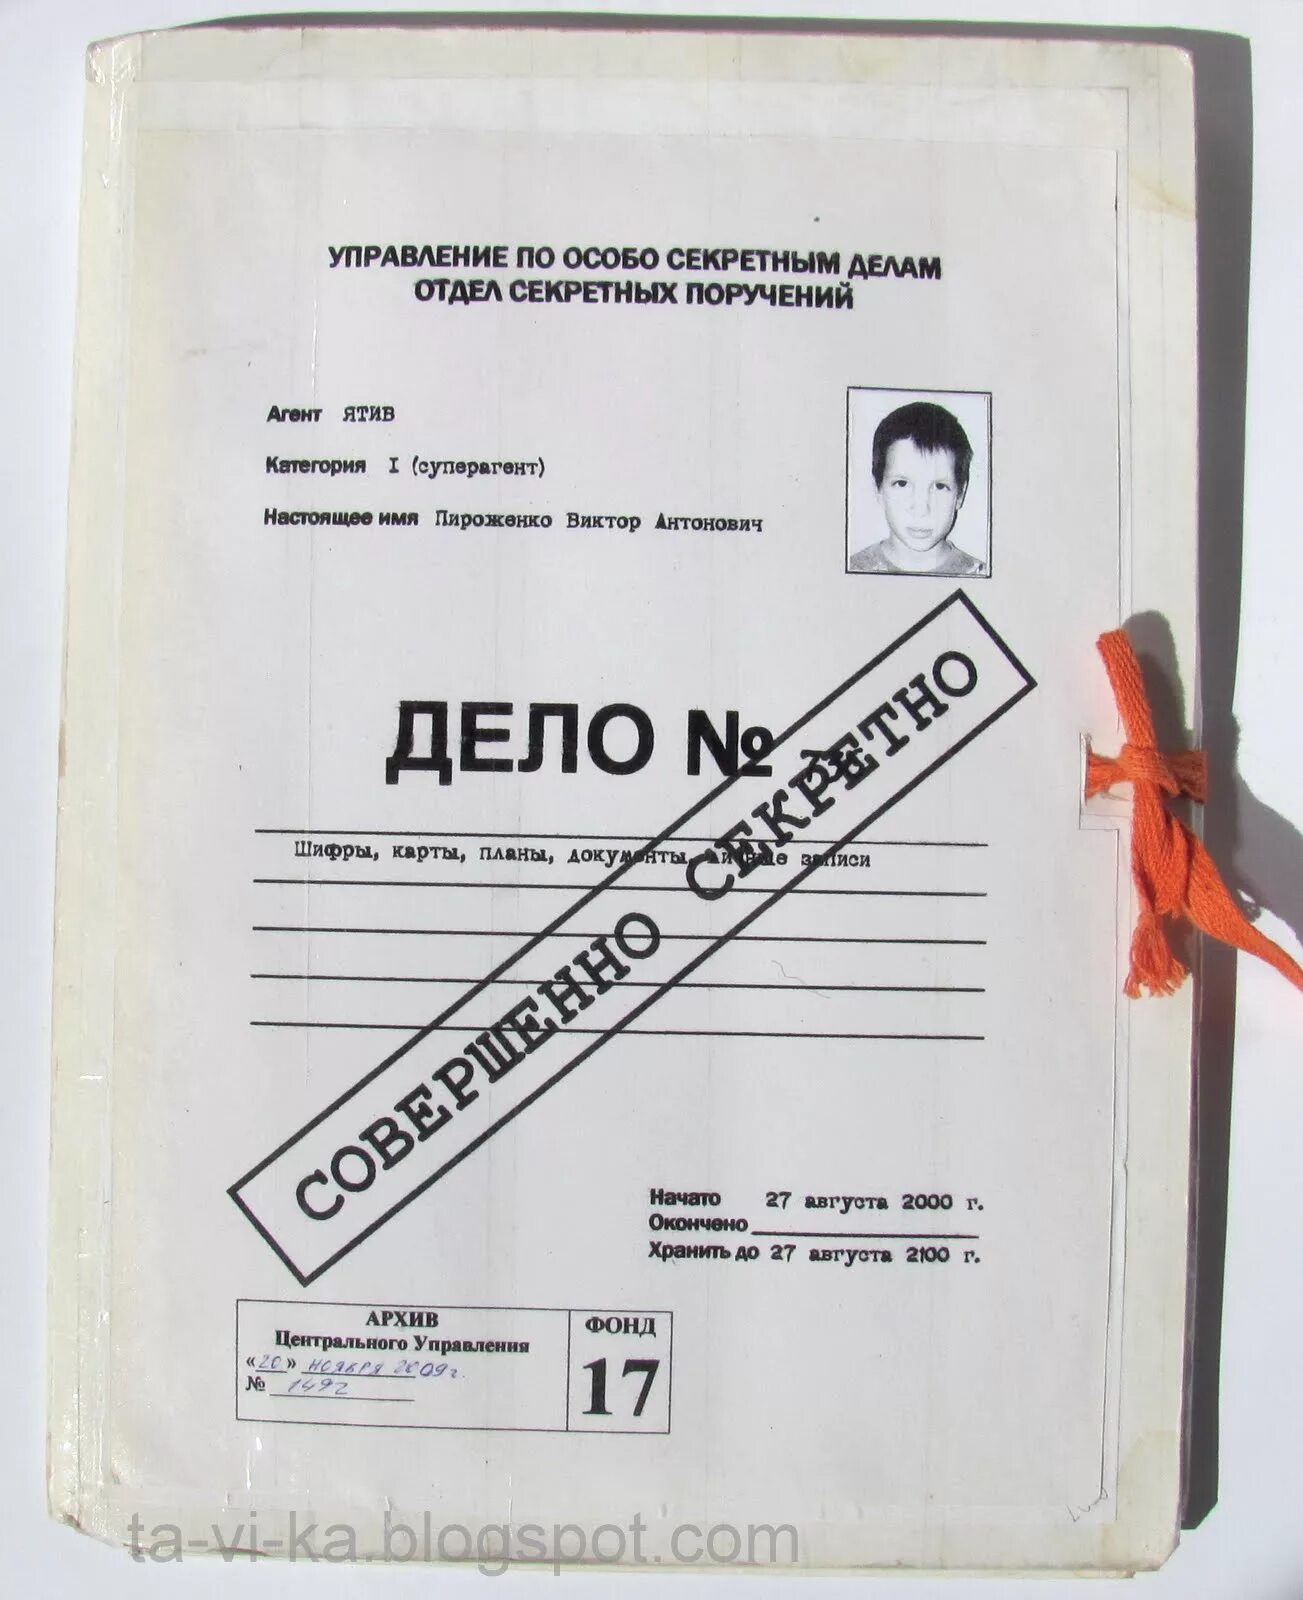 УПРАВЛЕНИЕ ПО ОСОБО СЕКРЕТНЫМ ДЕЛАМ
ОТДЕЛ СЕКРЕТНЫХ ПОРУЧЕНИЙ
Агент ЯТИВ
Категория I (суперагент)
Настоящее имя Пироженко Виктор Антонович
ДЕЛО №
Шифры, карты, планы, документы, записи
СОВЕРШЕННО СЕКРЕТНО
Начато 27 августа 2000 г.
Окончено
Хранить до 27 августа 2100 г.
АРХИВ
Центрального Управления
«20» ноября 2009г.
№ 149г
ФОНД
17
ta-vi-ka.blogspot.com